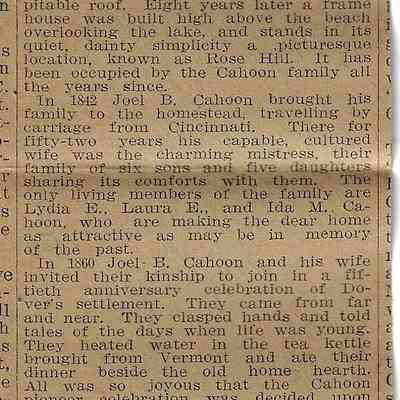 pitable roof. Eight years later a frame
house was built high above the beach
overlooking the lake, and stands in its
quiet, dainty simplicity a picturesque
location, known as Rose Hill. It has
been occupied by the Cahoon family all
the years since.
In 1842 Joel B. Cahoon brought his
family to the homestead, travelling by
carriage from Cincinnati. There for
fifty-two years his capable, cultured
wife was the charming mistress, their
family of six sons and five daughters
sharing its comforts with them. The
only living members of the family are
Lydia E., Laura E., and Ida M. Ca-
hoon, who are making the dear home
as attractive as may be in memory
of the past.
In 1860 Joel B. Cahoon and his wife
invited their kinship to join in a fif-
tieth anniversary celebration of Do-
ver's settlement. They came from far
and near. They clasped hands and told
tales of the days when life was young.
They heated water in the tea kettle
brought from Vermont and ate their
dinner beside the old home hearth.
All was so joyous that the Cahoon
pioneer celebration was decided upon